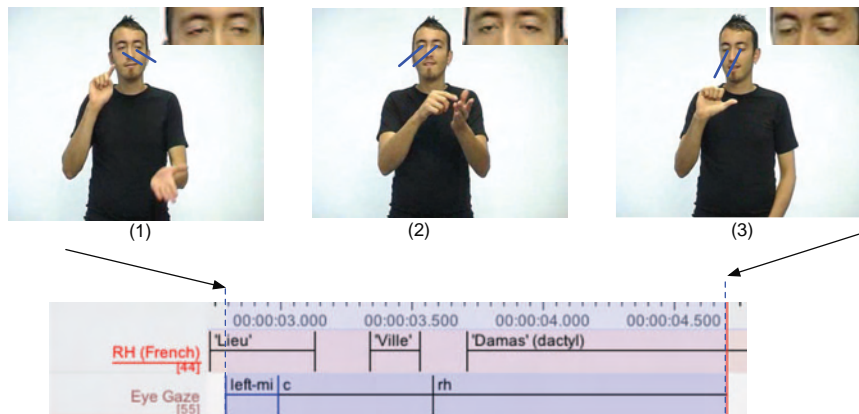 (1) (2) (3)
00:00:03.000 00:00:03.500 00:00:04.000 00:00:04.500
RH (French) 'Lieu' 'Ville' 'Damas' (dactyl)
[44]
Eye Gaze left-mi c rh
[55]